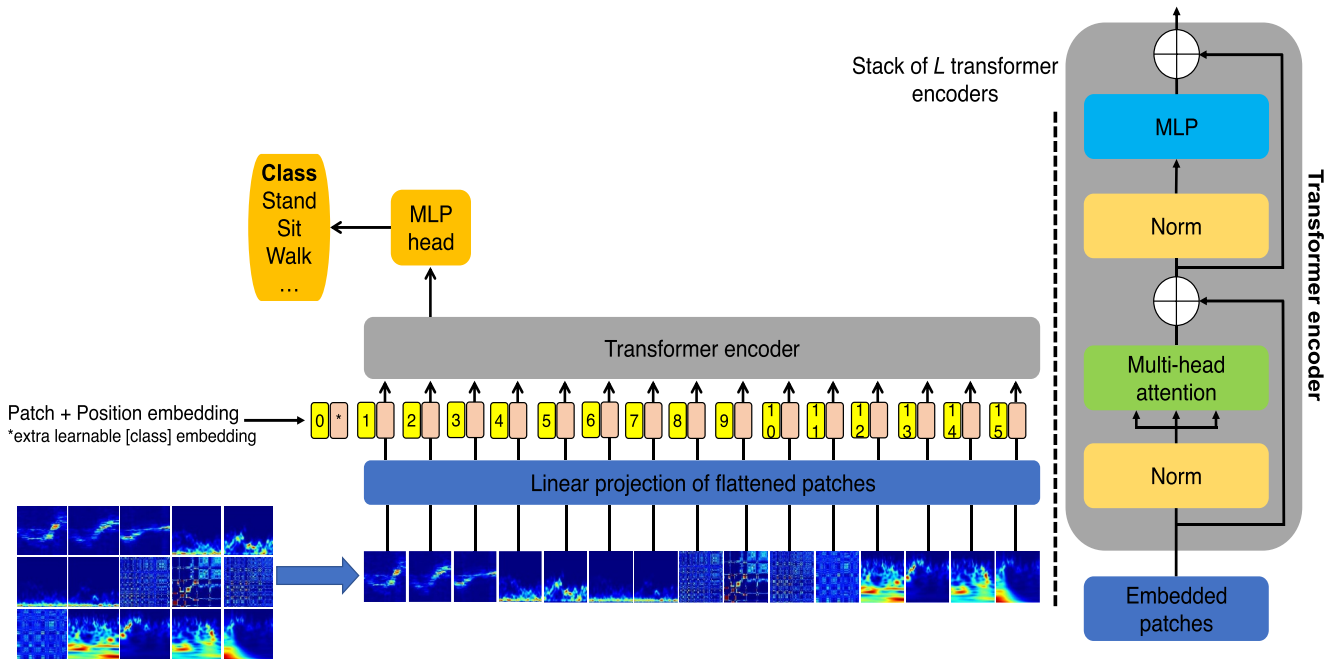 Stack of L transformer
encoders
MLP
Norm
Multi-head
attention
Norm
Embedded
patches
Transformer encoder
Class
Stand
Sit
Walk
…
MLP
head
Transformer encoder
Patch + Position embedding
*extra learnable [class] embedding
0 * 1 2 3 4 5 6 7 8 9 10 11 12 13 14 15
Linear projection of flattened patches